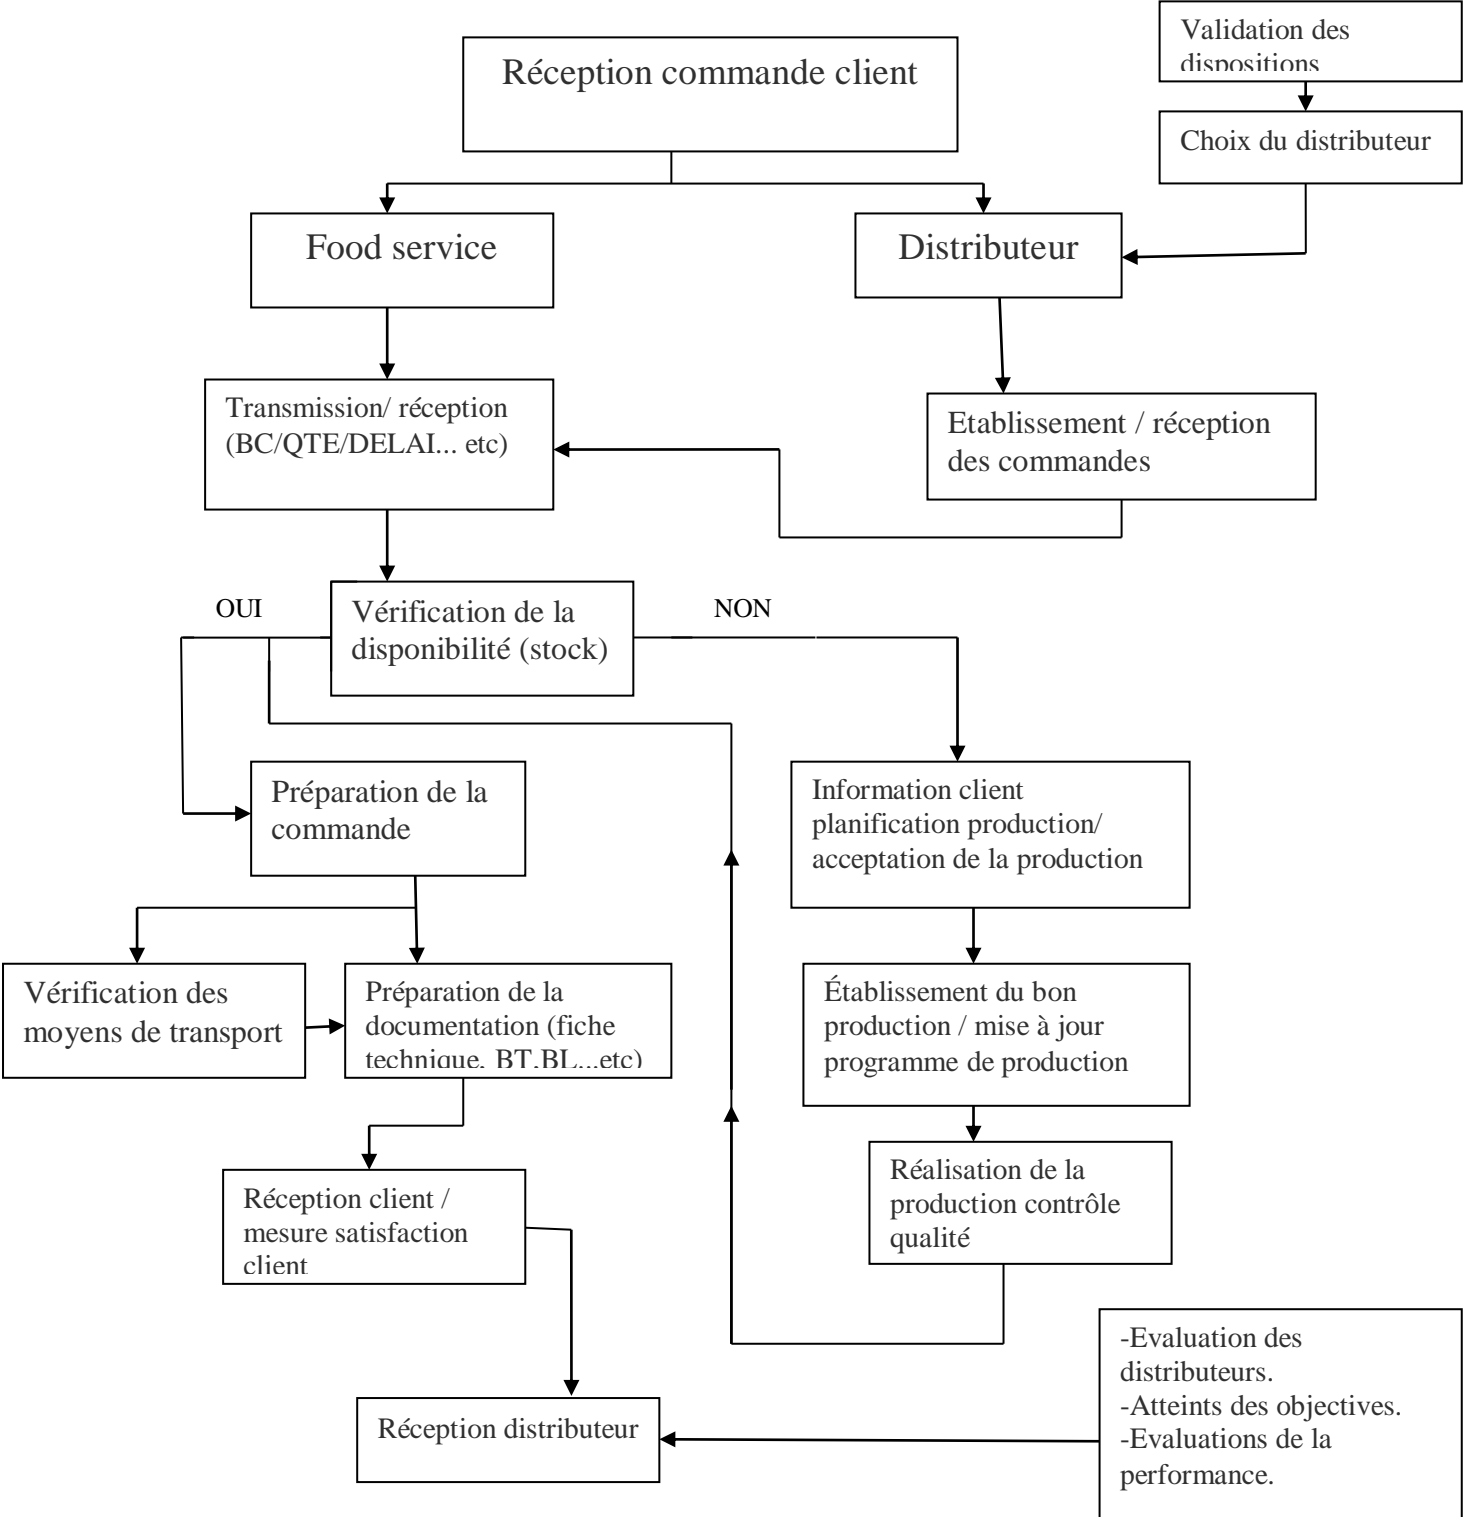 Validation des
dispositions
Réception commande client
Choix du distributeur
Food service
Distributeur
Transmission/ réception
(BC/QTE/DELAI... etc)
Etablissement / réception
des commandes
OUI
Vérification de la
disponibilité (stock)
NON
Préparation de la
commande
Information client
planification production/
acceptation de la production
Vérification des
moyens de transport
Préparation de la
documentation (fiche
technique, BT,BL...etc)
Établissement du bon
production / mise à jour
programme de production
Réalisation de la
production contrôle
qualité
Réception client /
mesure satisfaction
client
-Evaluation des
distributeurs.
-Atteints des objectives.
-Evaluations de la
performance.
Réception distributeur